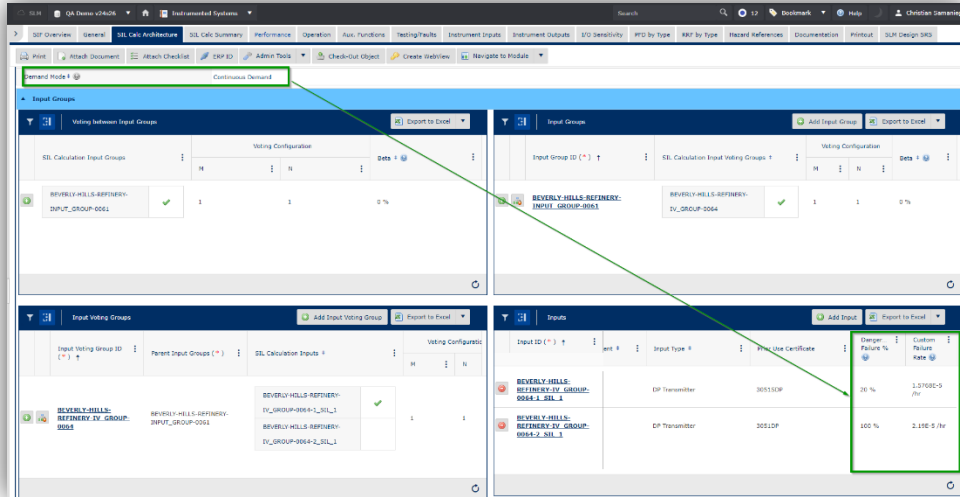 SLM QA Demo v24x26 Instrumented Systems Search 12 Bookmark Help Christian Samanieg
SIF Overview General SIL Calc Architecture SIL Calc Summary Performance Operation Aux. Functions Testing/Faults Instrument Inputs Instrument Outputs I/O Sensitivity PFD by Type RRF by Type Hazard References Documentation Printout SLM Design SRS
Print Attach Document Attach Checklist ERP ID Admin Tools Check-Out Object Create WebView Navigate to Module
Demand Mode Continuous Demand
Input Groups
Voting between Input Groups Export to Excel
SIL Calculation Input Groups Voting Configuration Beta
M N
BEVERLY-HILLS-REFINERY-
INPUT_GROUP-0061 1 1 0 %
Input Groups Add Input Group Export to Excel
Input Group ID (*) ↑ SIL Calculation Input Voting Groups Voting Configuration Beta
M N
BEVERLY-HILLS-REFINERY-
INPUT_GROUP-0061
BEVERLY-HILLS-REFINERY-
IV_GROUP-0064 1 1 0 %
Input Voting Groups Add Input Voting Group Export to Excel
Input Voting Group ID
(*) ↑ Parent Input Groups (*) SIL Calculation Inputs Voting Configuratic
M N
BEVERLY-HILLS-
REFINERY-IV_GROUP-
0064
BEVERLY-HILLS-REFINERY-
INPUT_GROUP-0061
BEVERLY-HILLS-REFINERY-
IV_GROUP-0064-1_SIL_1
BEVERLY-HILLS-REFINERY-
IV_GROUP-0064-2_SIL_1
1 1
Inputs Add Input Export to Excel
Input ID (*) ↑ ent Input Type Prior Use Certificate
Danger...
Failure %
Custom
Failure
Rate
BEVERLY-HILLS-
REFINERY-IV_GROUP-
0064-1_SIL_1
DP Transmitter 3051SDP 20 % 1.5768E-5
/hr
BEVERLY-HILLS-
REFINERY-IV_GROUP-
0064-2_SIL_1
DP Transmitter 3051DP 100 % 2.19E-5 /hr